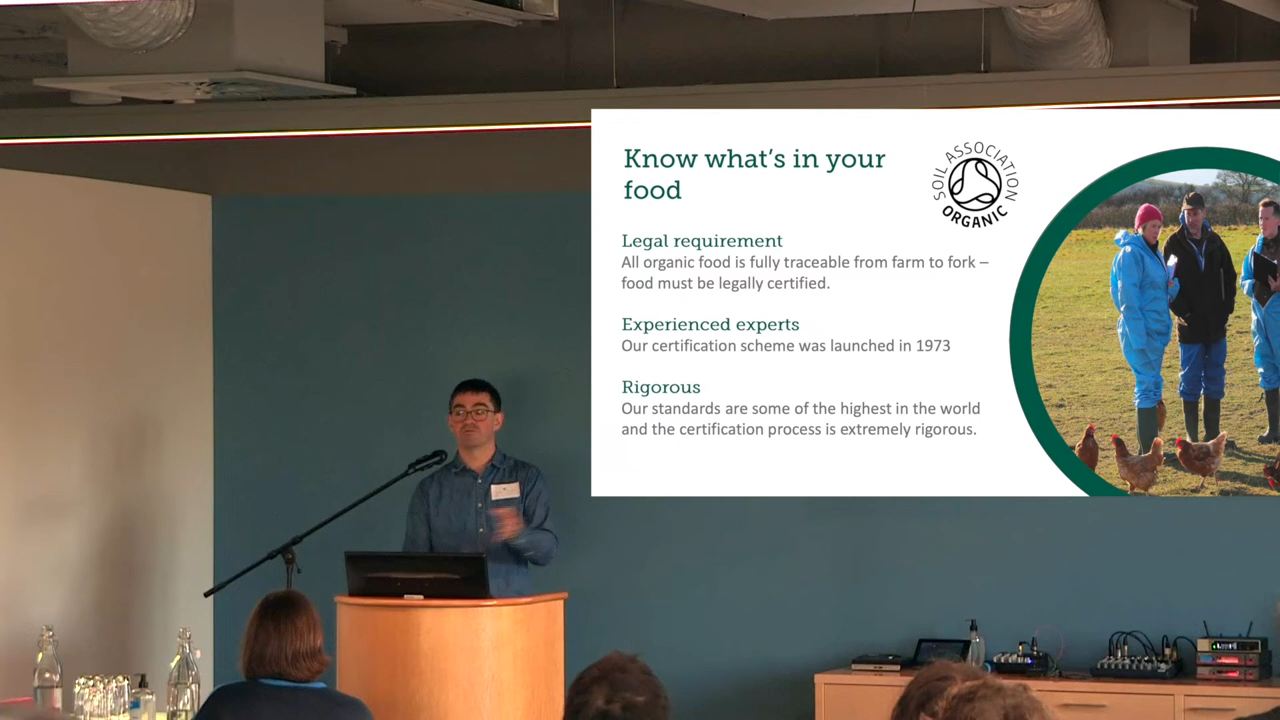 Know what's in your
food
SOIL ASSOCIATION
ORGANIC
Legal requirement
All organic food is fully traceable from farm to fork –
food must be legally certified.
Experienced experts
Our certification scheme was launched in 1973
Rigorous
Our standards are some of the highest in the world
and the certification process is extremely rigorous.